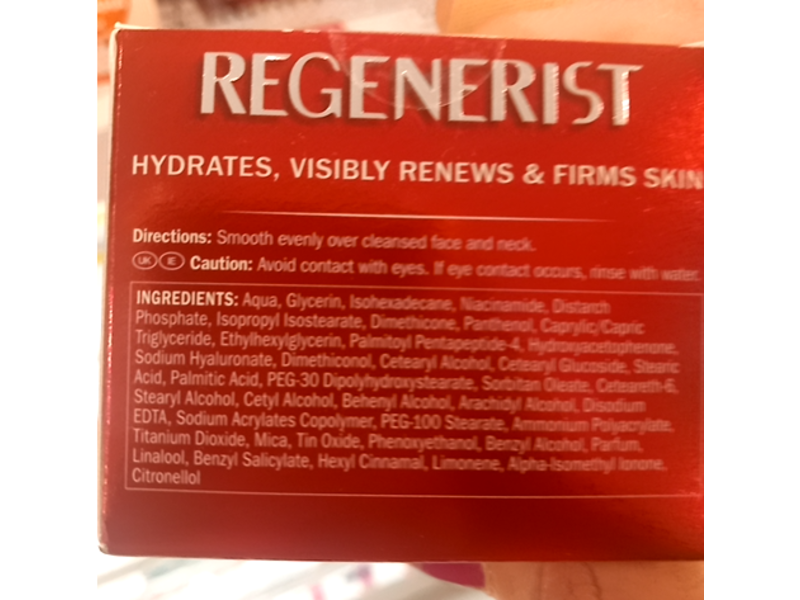 REGENERIST
HYDRATES, VISIBLY RENEWS & FIRMS SKIN
Directions: Smooth evenly over cleansed face and neck.
UK IE Caution: Avoid contact with eyes. If eye contact occurs, rinse with water.
INGREDIENTS: Aqua, Glycerin, Isohexadecane, Niacinamide, Distarch
Phosphate, Isopropyl Isostearate, Dimethicone, Panthenol, Caprylic/Capric
Triglyceride, Ethylhexylglycerin, Palmitoyl Pentapeptide-4, Hydroxyacetophenone,
Sodium Hyaluronate, Dimethiconol, Cetearyl Alcohol, Cetearyl Glucoside, Stearic
Acid, Palmitic Acid, PEG-30 Dipolyhydroxystearate, Sorbitan Oleate, Ceteareth-6,
Stearyl Alcohol, Cetyl Alcohol, Behenyl Alcohol, Arachidyl Alcohol, Disodium
EDTA, Sodium Acrylates Copolymer, PEG-100 Stearate, Ammonium Polyacrylate,
Titanium Dioxide, Mica, Tin Oxide, Phenoxyethanol, Benzyl Alcohol, Parfum,
Linalool, Benzyl Salicylate, Hexyl Cinnamal, Limonene, Alpha-Isomethyl Ionone,
Citronellol